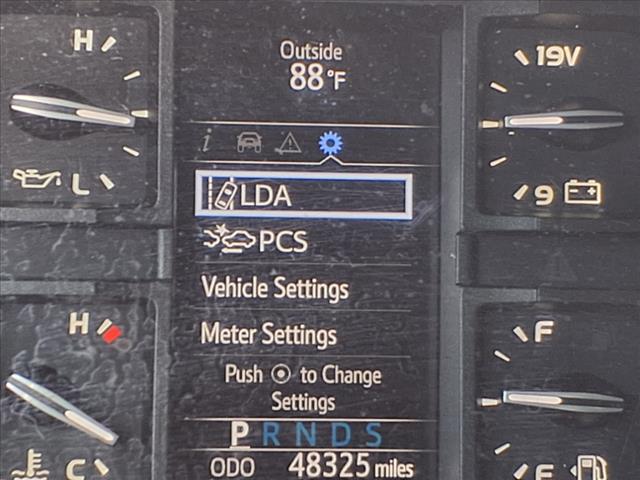 H
L
Outside
88°F
i
19V
9
LDA
PCS
Vehicle Settings
Meter Settings
Push to Change
Settings
P R N D S
ODO 48325 miles
H
C
F
E